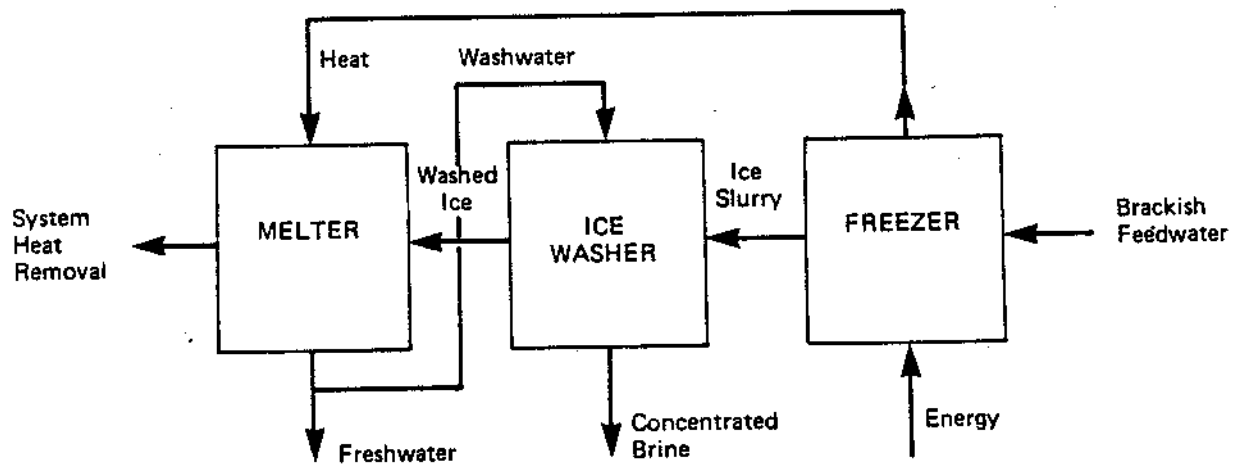 Heat
Washwater
System
Heat
Removal
MELTER
Washed
Ice
ICE
WASHER
Ice
Slurry
FREEZER
Brackish
Feedwater
Freshwater
Concentrated
Brine
Energy